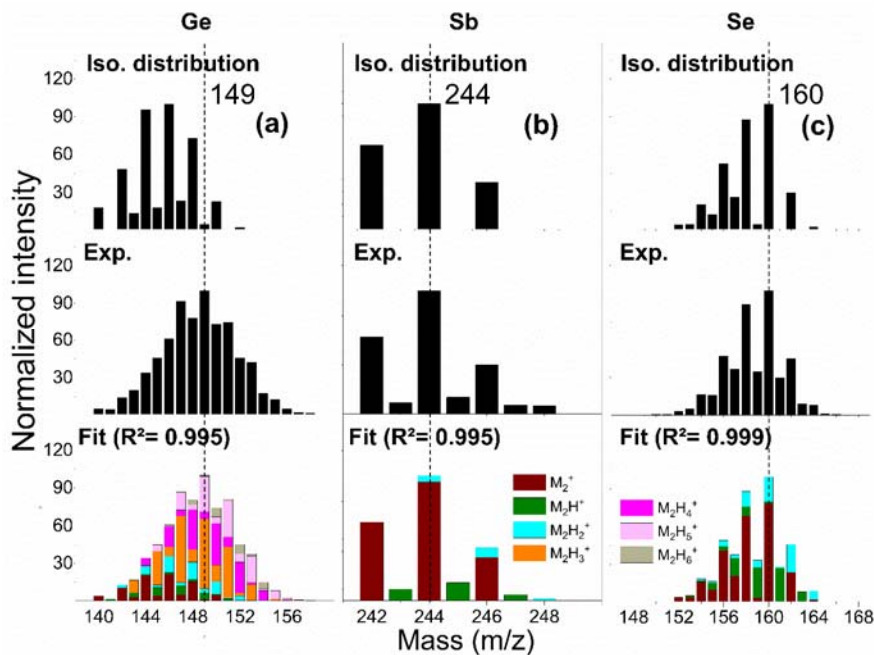 Ge
Sb
Se
Iso. distribution
149
(a)
Iso. distribution
244
(b)
Iso. distribution
160
(c)
120
90
60
30
Exp.
Exp.
Exp.
120
90
60
30
Normalized intensity
Fit (R²= 0.995)
Fit (R²= 0.995)
Fit (R²= 0.999)
120
90
60
30
M₂⁺
M₂H⁺
M₂H₂⁺
M₂H₃⁺
M₂H₄⁺
M₂H₅⁺
M₂H₆⁺
140 144 148 152 156
242 244 246 248
148 152 156 160 164 168
Mass (m/z)